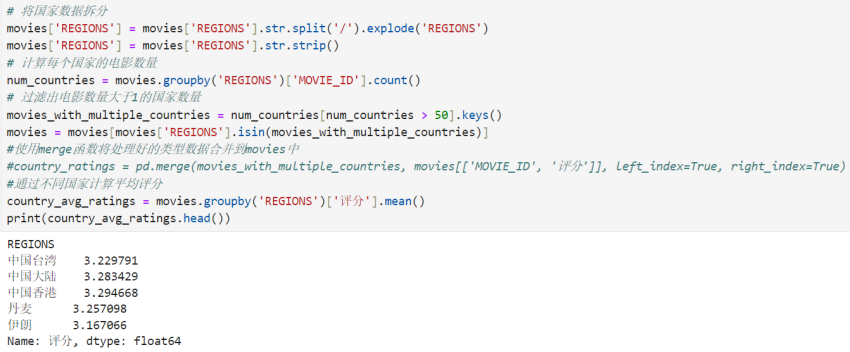 # 将国家数据拆分
movies['REGIONS'] = movies['REGIONS'].str.split('/').explode('REGIONS')
movies['REGIONS'] = movies['REGIONS'].str.strip()
# 计算每个国家的电影数量
num_countries = movies.groupby('REGIONS')['MOVIE_ID'].count()
# 过滤出电影数量大于1的国家数量
movies_with_multiple_countries = num_countries[num_countries > 50].keys()
movies = movies[movies['REGIONS'].isin(movies_with_multiple_countries)]
#使用merge函数将处理好的类型数据合并到movies中
#country_ratings = pd.merge(movies_with_multiple_countries, movies[['MOVIE_ID', '评分']], left_index=True, right_index=True)
#通过不同国家计算平均评分
country_avg_ratings = movies.groupby('REGIONS')['评分'].mean()
print(country_avg_ratings.head())
REGIONS
中国台湾 3.229791
中国大陆 3.283429
中国香港 3.294668
丹麦 3.257098
伊朗 3.167066
Name: 评分, dtype: float64